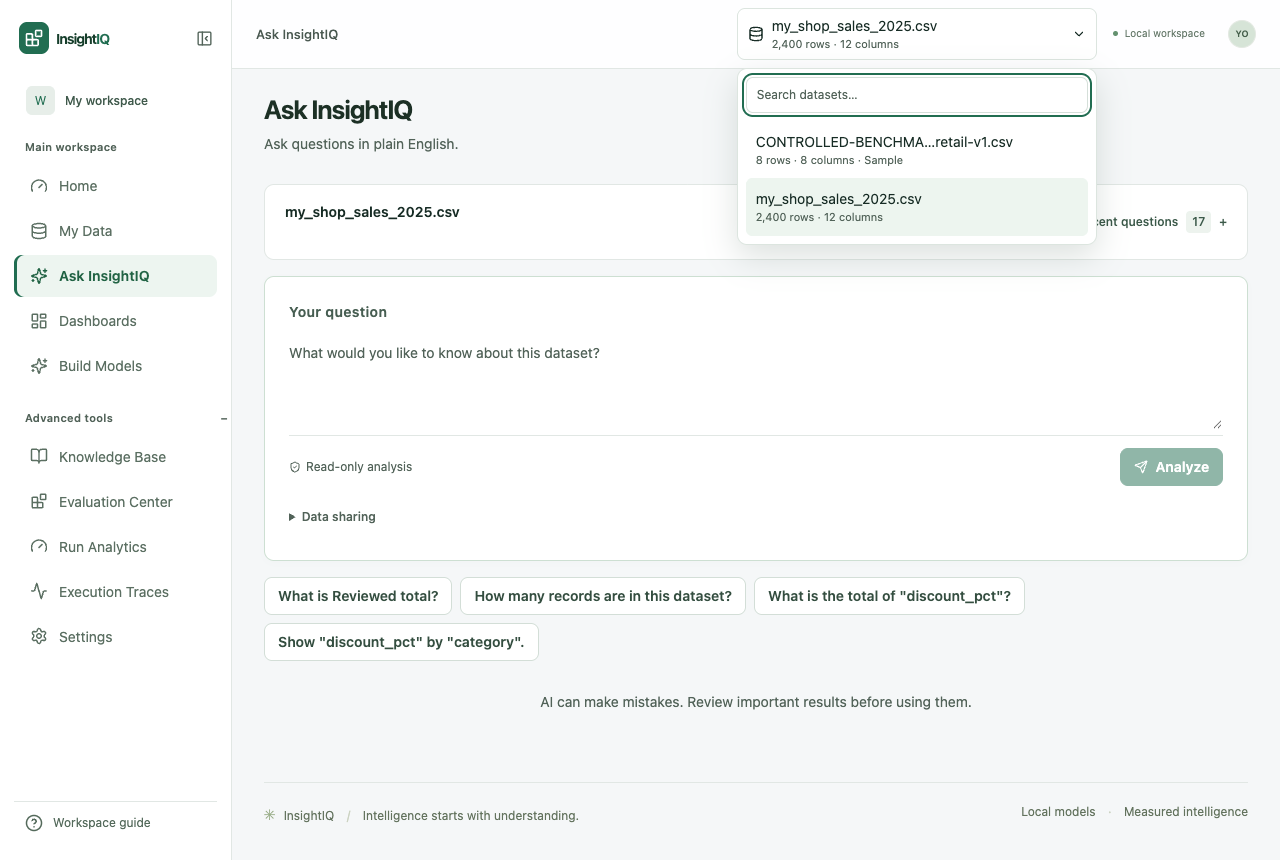 InsightIQ
W
My workspace
Main workspace
Home
My Data
Ask InsightIQ
Dashboards
Build Models
Advanced tools
–
Knowledge Base
Evaluation Center
Run Analytics
Execution Traces
Settings
Workspace guide
Ask InsightIQ
my_shop_sales_2025.csv
2,400 rows · 12 columns
Local workspace
YO
Search datasets...
CONTROLLED-BENCHMA...retail-v1.csv
8 rows · 8 columns · Sample
my_shop_sales_2025.csv
2,400 rows · 12 columns
Ask InsightIQ
Ask questions in plain English.
my_shop_sales_2025.csv
cent questions 17 +
Your question
What would you like to know about this dataset?
Read-only analysis
Analyze
Data sharing
What is Reviewed total?
How many records are in this dataset?
What is the total of "discount_pct"?
Show "discount_pct" by "category".
AI can make mistakes. Review important results before using them.
InsightIQ / Intelligence starts with understanding.
Local models · Measured intelligence